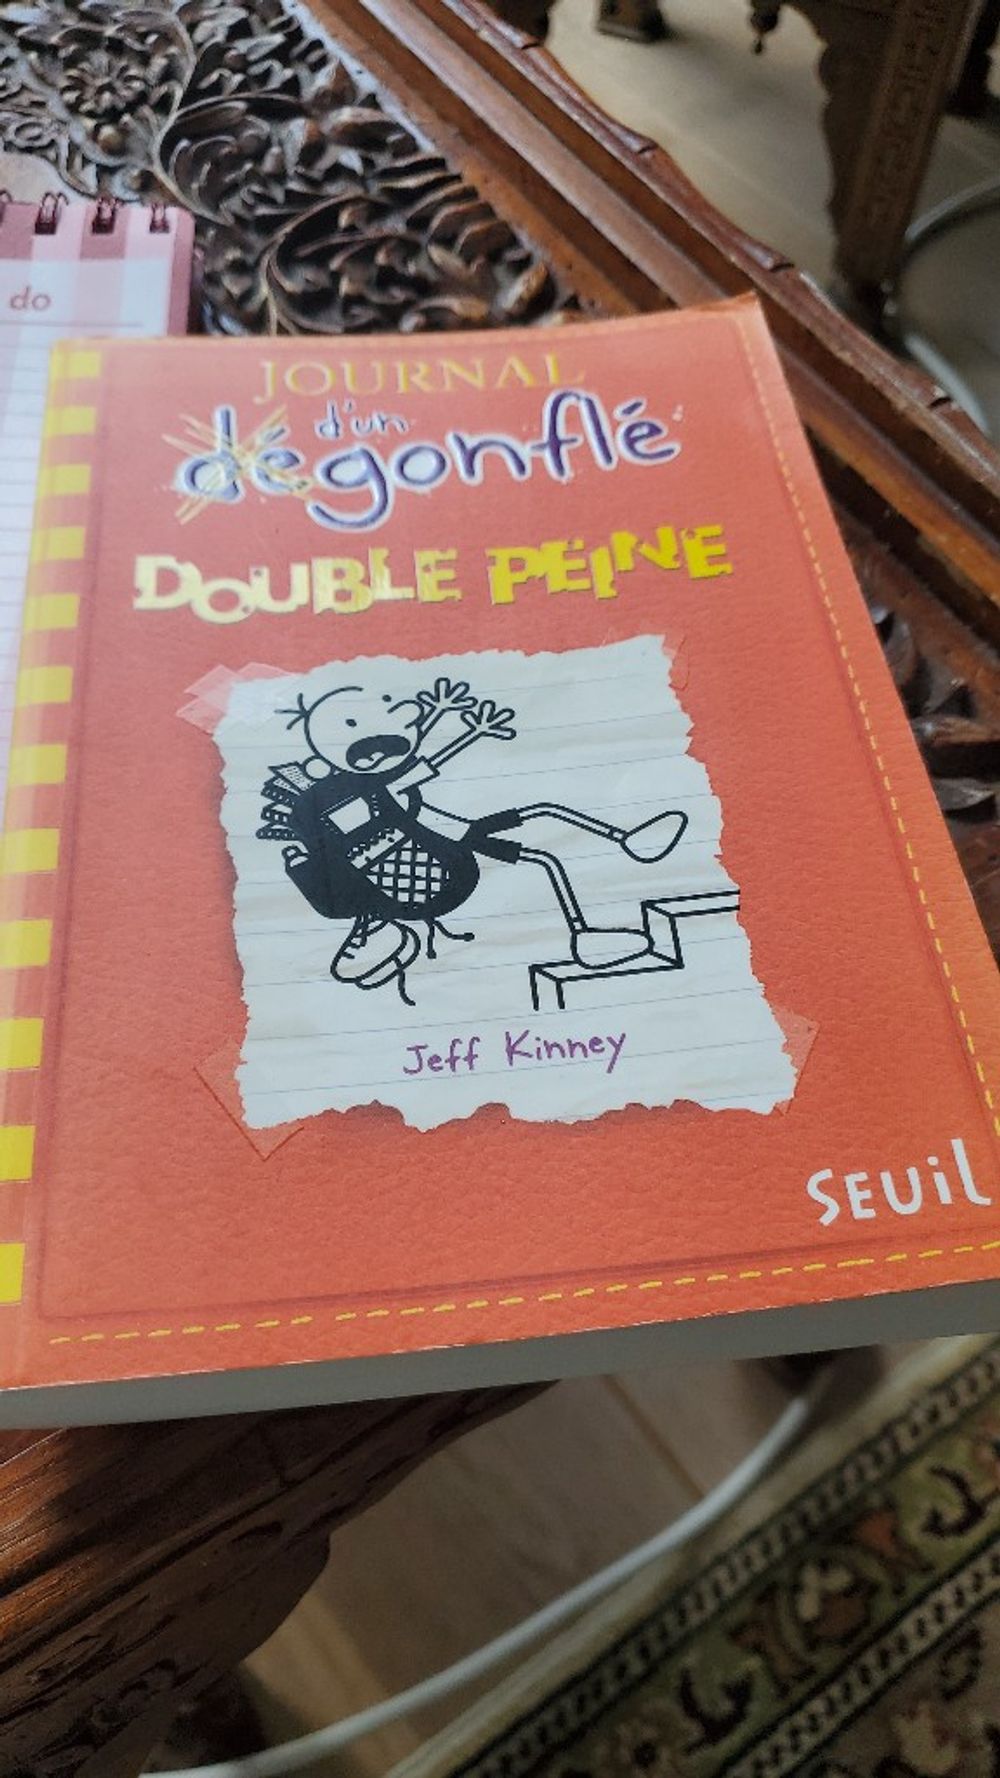 do
JOURNAL
d'un
dégonflé
DOUBLE PEINE
Jeff Kinney
SEUiL